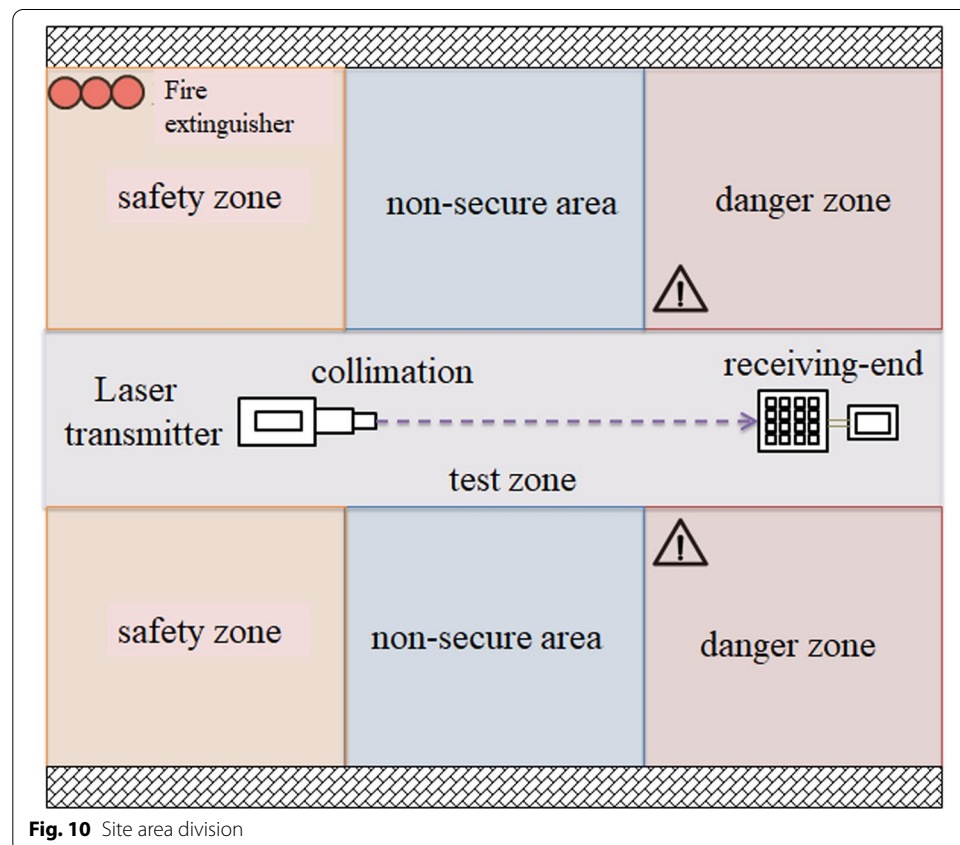 Fire
extinguisher
safety zone
non-secure area
danger zone
Laser
transmitter
collimation
receiving-end
test zone
safety zone
non-secure area
danger zone
Fig. 10 Site area division